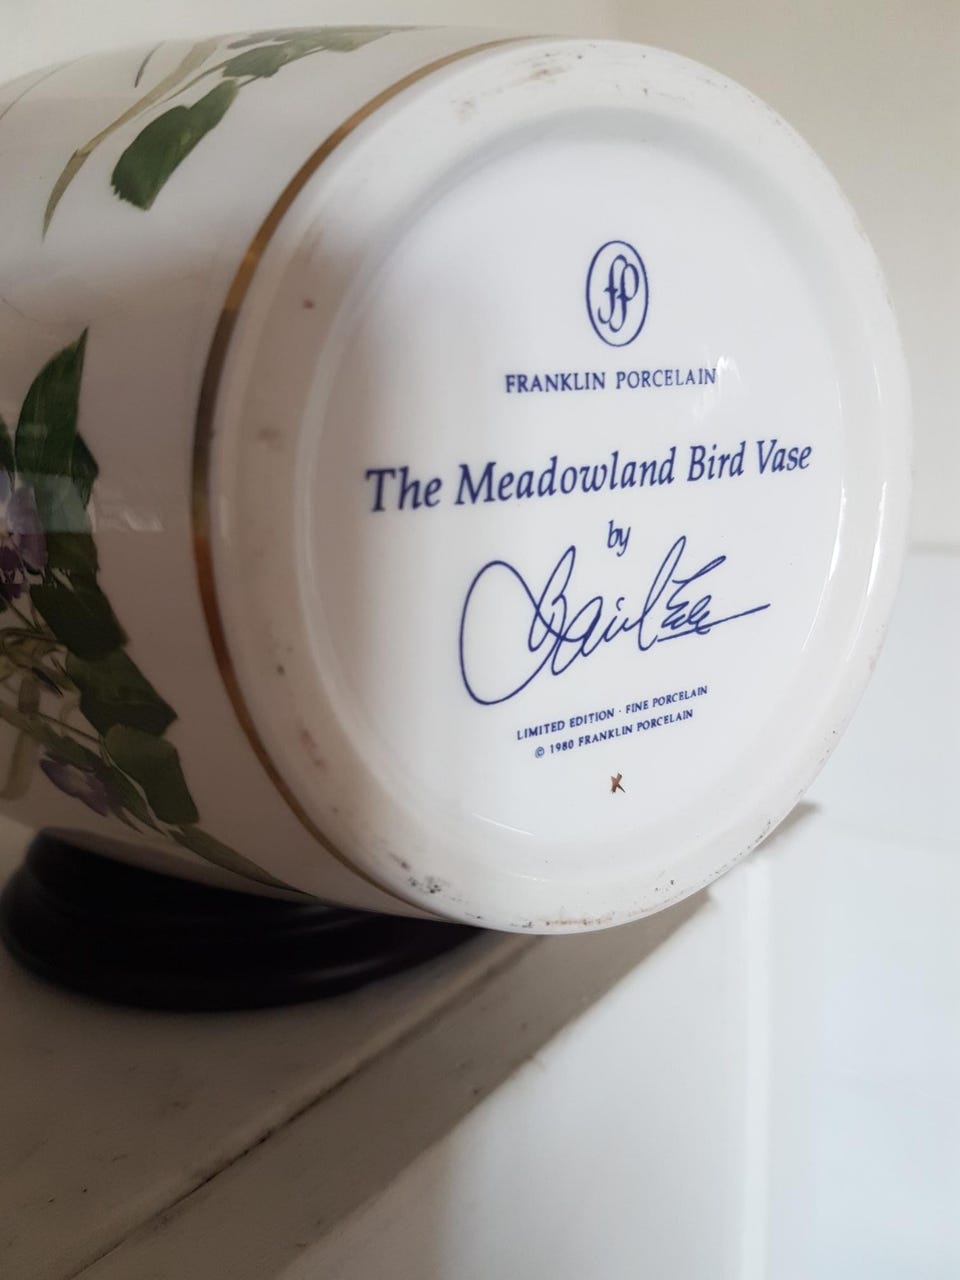 fp
FRANKLIN PORCELAIN
The Meadowland Bird Vase
by
LIMITED EDITION · FINE PORCELAIN
© 1980 FRANKLIN PORCELAIN